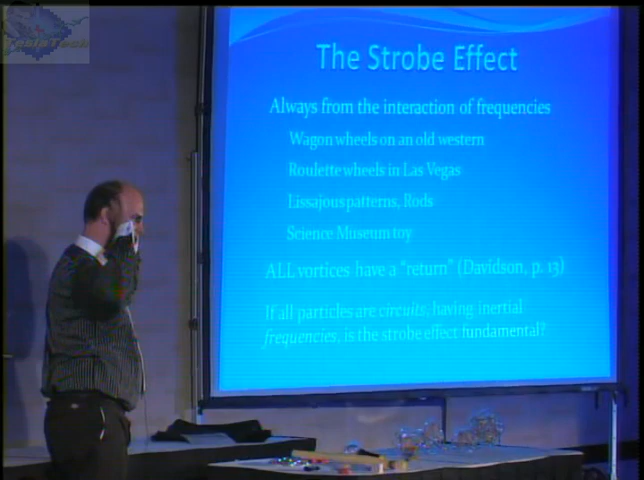 TeslaTech
The Strobe Effect
Always from the interaction of frequencies
Wagon wheels on an old western
Roulette wheels in Las Vegas
Lissajous patterns, Rods
Science Museum toy
ALL vortices have a “return” (Davidson, p. 13)
If all particles are circuits, having inertial
frequencies, is the strobe effect fundamental?